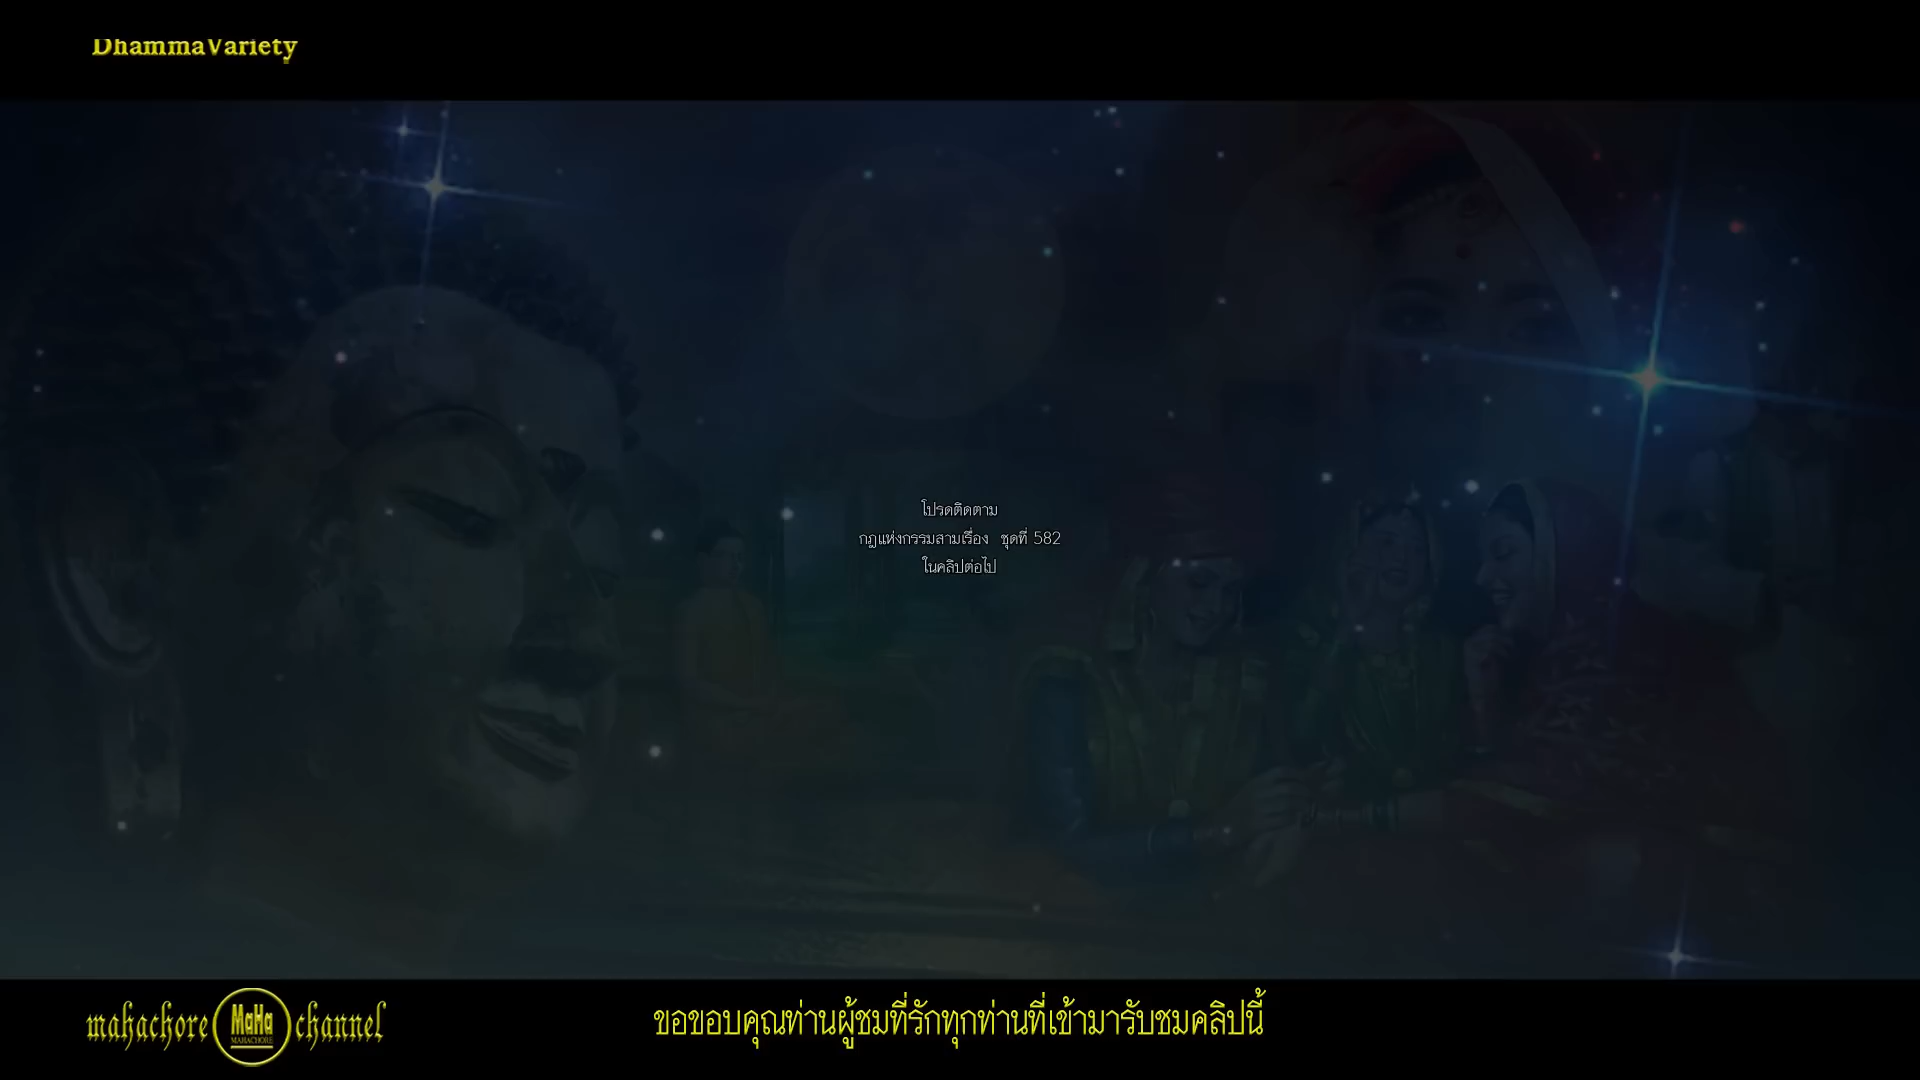 DhammaVariety
โปรดติดตาม
กฎแห่งกรรมสามเรื่อง ชุดที่ 582
ในคลิปต่อไป
mahachore MaHa MAHACHORE channel
ขอขอบคุณท่านผู้ชมที่รักทุกท่านที่เข้ามารับชมคลิปนี้